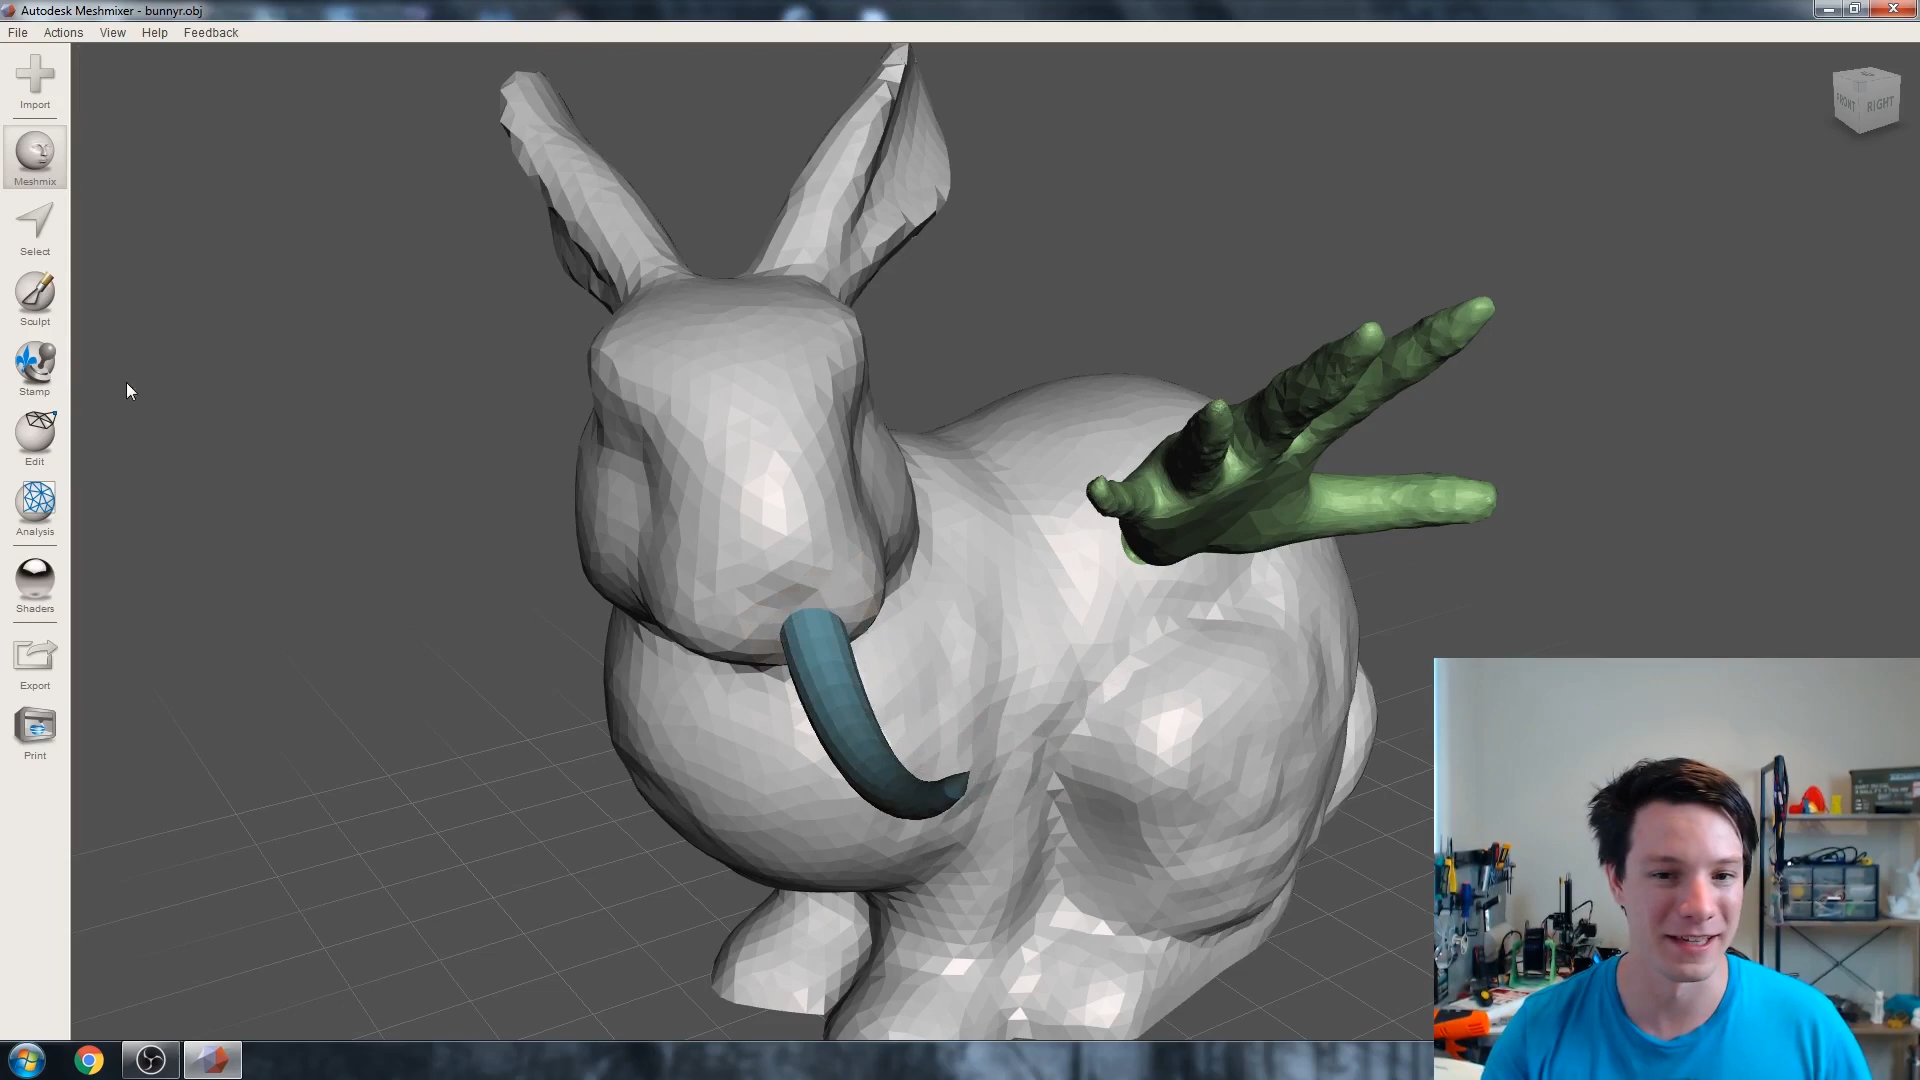 Autodesk Meshmixer - bunnyr.obj
File Actions View Help Feedback
Import
Meshmix
Select
Sculpt
Stamp
Edit
Analysis
Shaders
Export
Print
FRONT
RIGHT